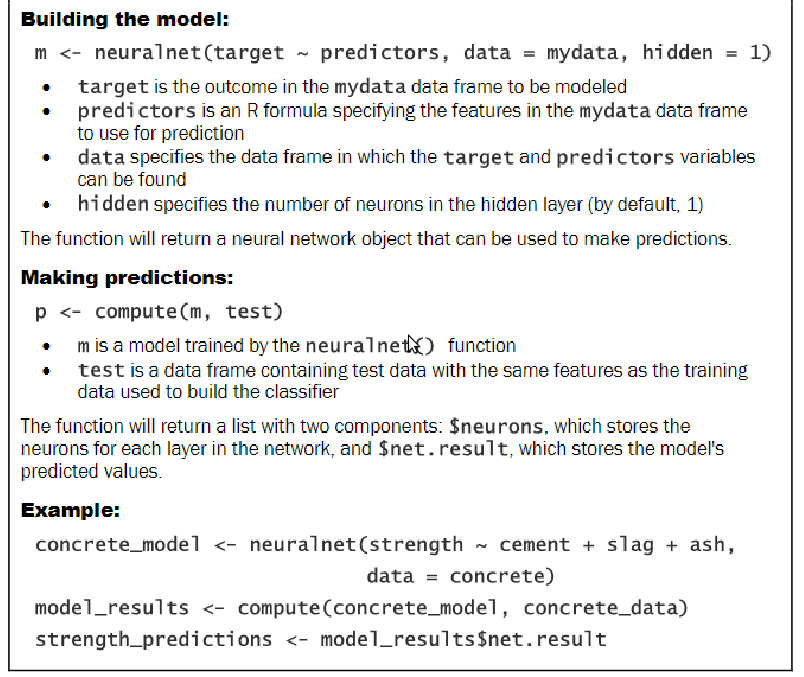 Building the model:
m <- neuralnet(target ~ predictors, data = mydata, hidden = 1)
• target is the outcome in the mydata data frame to be modeled
• predictors is an R formula specifying the features in the mydata data frame
to use for prediction
• data specifies the data frame in which the target and predictors variables
can be found
• hidden specifies the number of neurons in the hidden layer (by default, 1)
The function will return a neural network object that can be used to make predictions.
Making predictions:
p <- compute(m, test)
• m is a model trained by the neuralnet() function
• test is a data frame containing test data with the same features as the training
data used to build the classifier
The function will return a list with two components: $neurons, which stores the
neurons for each layer in the network, and $net.result, which stores the model's
predicted values.
Example:
concrete_model <- neuralnet(strength ~ cement + slag + ash,
data = concrete)
model_results <- compute(concrete_model, concrete_data)
strength_predictions <- model_results$net.result